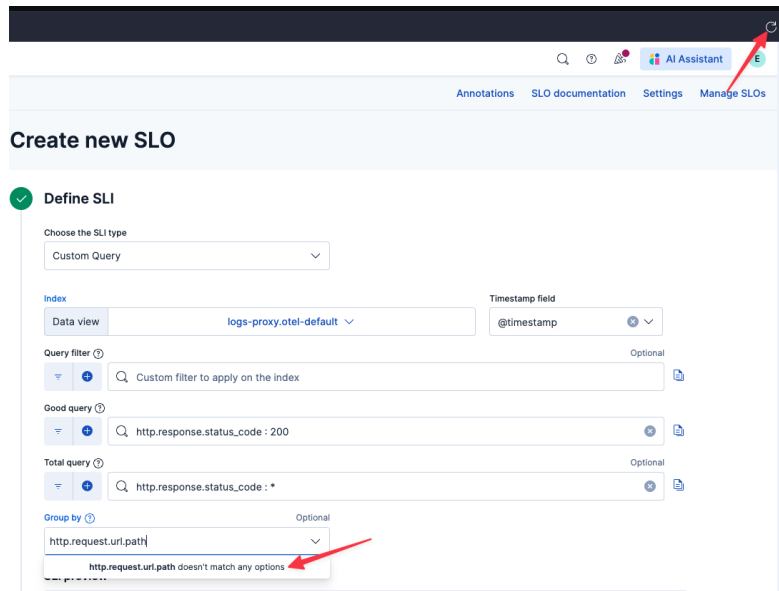 AI Assistant
E
Annotations SLO documentation Settings Manage SLOs
Create new SLO
Define SLI
Choose the SLI type
Custom Query
Index Timestamp field
Data view logs-proxy.otel-default @timestamp
Query filter Optional
Custom filter to apply on the index
Good query
http.response.status_code : 200
Total query Optional
http.response.status_code : *
Group by Optional
http.request.url.path
http.request.url.path doesn't match any options
SLI preview